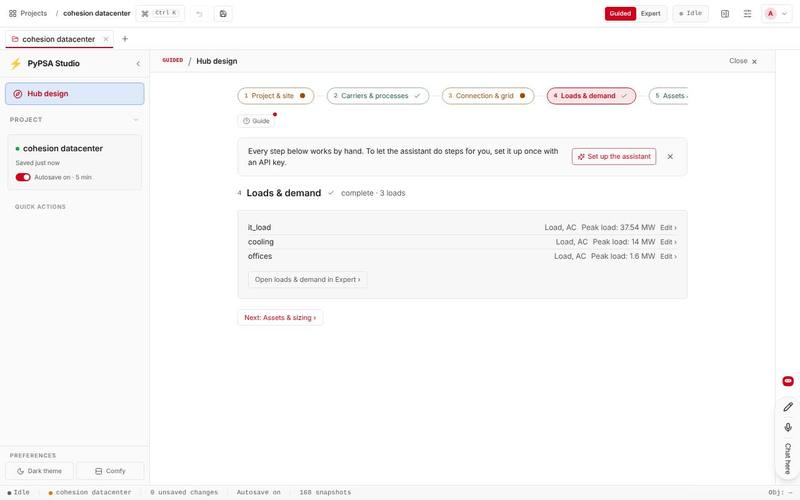 Projects / cohesion datacenter Ctrl K Guided Expert Idle A
cohesion datacenter
PyPSA Studio
GUIDED / Hub design Close
Hub design
1 Project & site 2 Carriers & processes 3 Connection & grid 4 Loads & demand 5 Assets
PROJECT
Guide
cohesion datacenter
Saved just now
Autosave on · 5 min
QUICK ACTIONS
Every step below works by hand. To let the assistant do steps for you, set it up once with
an API key.
Set up the assistant
4 Loads & demand complete · 3 loads
it_load Load, AC Peak load: 37.54 MW Edit ›
cooling Load, AC Peak load: 14 MW Edit ›
offices Load, AC Peak load: 1.6 MW Edit ›
Open loads & demand in Expert ›
Next: Assets & sizing ›
Chat here
PREFERENCES
Dark theme Comfy
Idle cohesion datacenter 0 unsaved changes Autosave on 168 snapshots Obj: —